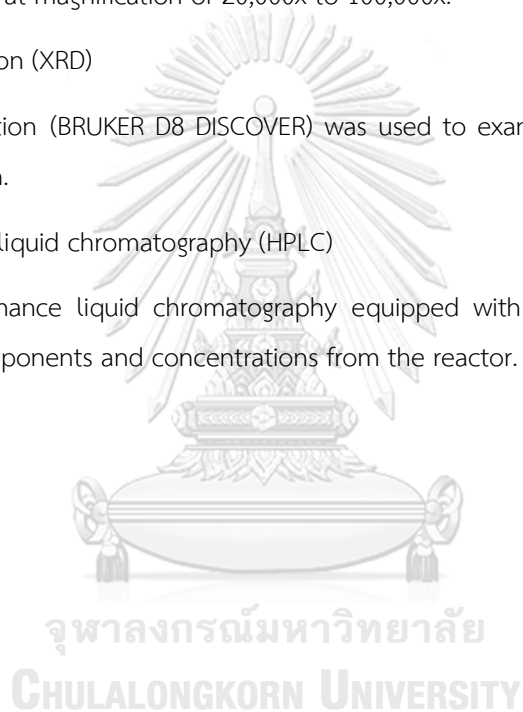 at magnification of 20,000x to 100,000x.
on (XRD)
tion (BRUKER D8 DISCOVER) was used to exar
liquid chromatography (HPLC)
nance liquid chromatography equipped with
ponents and concentrations from the reactor.
จุฬาลงกรณ์มหาวิทยาลัย
CHULALONGKORN UNIVERSITY